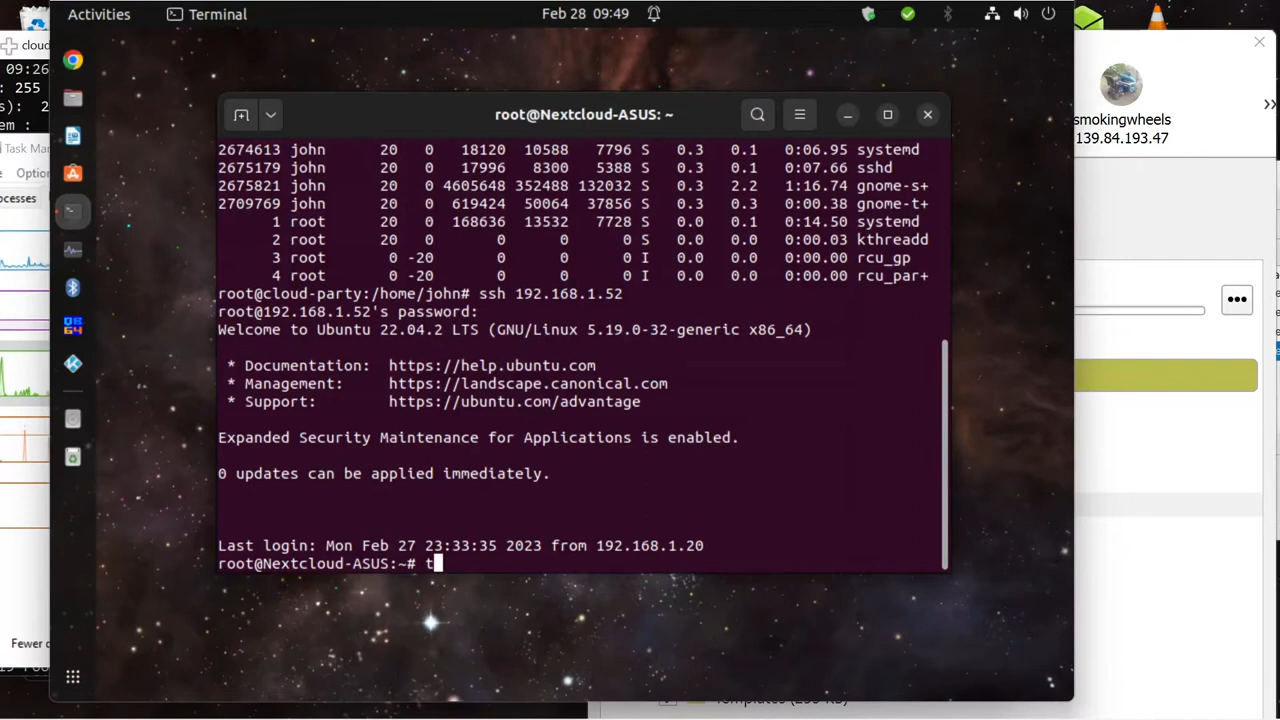 Activities
Terminal
Feb 28 09:49
cloud
09:26
: 255
s): 2
em :
Task Man
Option
ocesses
Fewer d
root@Nextcloud-ASUS: ~
2674613 john 20 0 18120 10588 7796 S 0.3 0.1 0:06.95 systemd
2675179 john 20 0 17996 8300 5388 S 0.3 0.1 0:07.66 sshd
2675821 john 20 0 4605648 352488 132032 S 0.3 2.2 1:16.74 gnome-s+
2709769 john 20 0 619424 50064 37856 S 0.3 0.3 0:00.38 gnome-t+
1 root 20 0 168636 13532 7728 S 0.0 0.1 0:14.50 systemd
2 root 20 0 0 0 0 S 0.0 0.0 0:00.03 kthreadd
3 root 0 -20 0 0 0 I 0.0 0.0 0:00.00 rcu_gp
4 root 0 -20 0 0 0 I 0.0 0.0 0:00.00 rcu_par+
root@cloud-party:/home/john# ssh 192.168.1.52
root@192.168.1.52's password:
Welcome to Ubuntu 22.04.2 LTS (GNU/Linux 5.19.0-32-generic x86_64)
* Documentation: https://help.ubuntu.com
* Management: https://landscape.canonical.com
* Support: https://ubuntu.com/advantage
Expanded Security Maintenance for Applications is enabled.
0 updates can be applied immediately.
Last login: Mon Feb 27 23:33:35 2023 from 192.168.1.20
root@Nextcloud-ASUS:~# t
smokingwheels
139.84.193.47